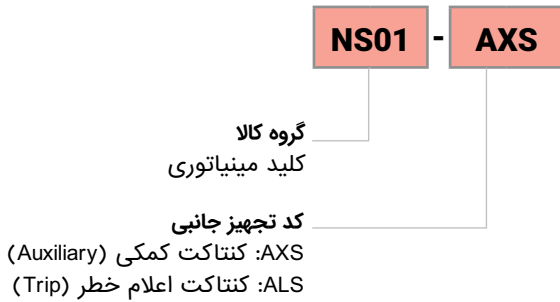 NS01 - AXS
گروه کالا
کلید مینیاتوری
کد تجهیز جانبی
AXS: کنتاکت کمکی (Auxiliary)
ALS: کنتاکت اعلام خطر (Trip)